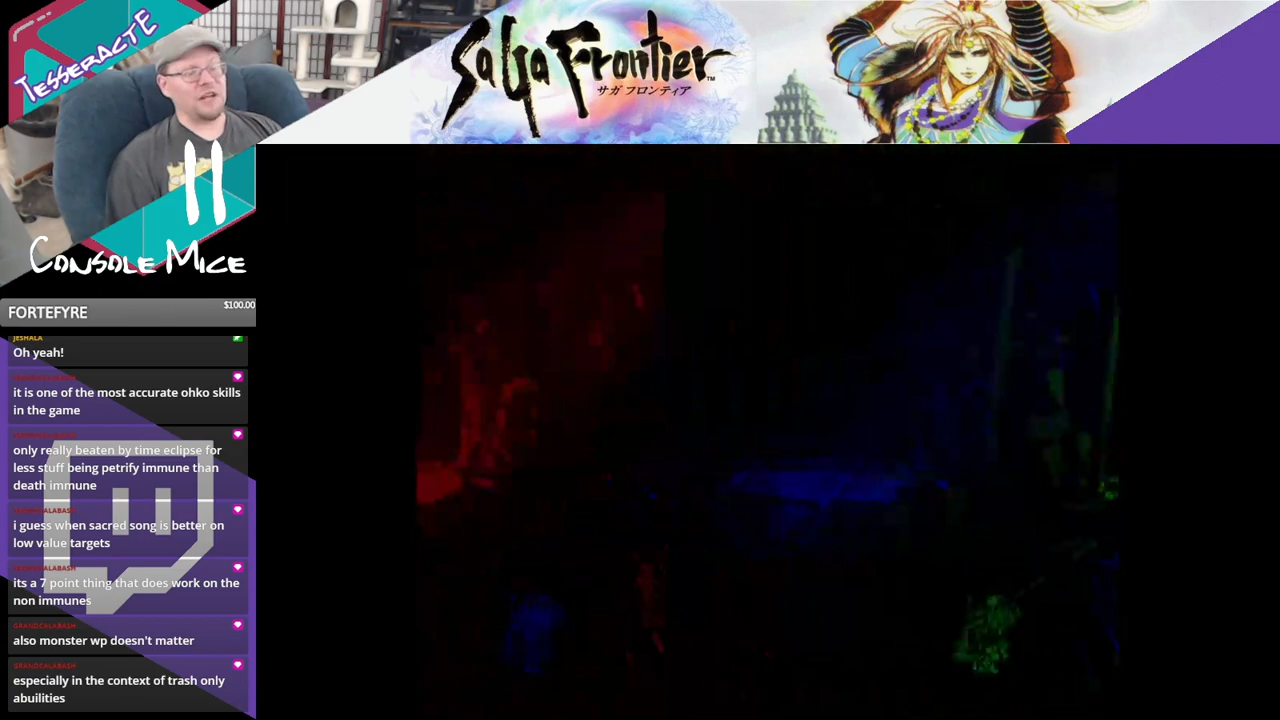 TESSERACTE
SaGa Frontier™
サガ フロンティア
CONSOLE MICE
FORTEFYRE
$100.00
JESHALA
Oh yeah!
it is one of the most accurate ohko skills
in the game
only really beaten by time eclipse for
less stuff being petrify immune than
death immune
i guess when sacred song is better on
low value targets
its a 7 point thing that does work on the
non immunes
GRANDCALABASH
also monster wp doesn't matter
GRANDCALABASH
especially in the context of trash only
abuilities